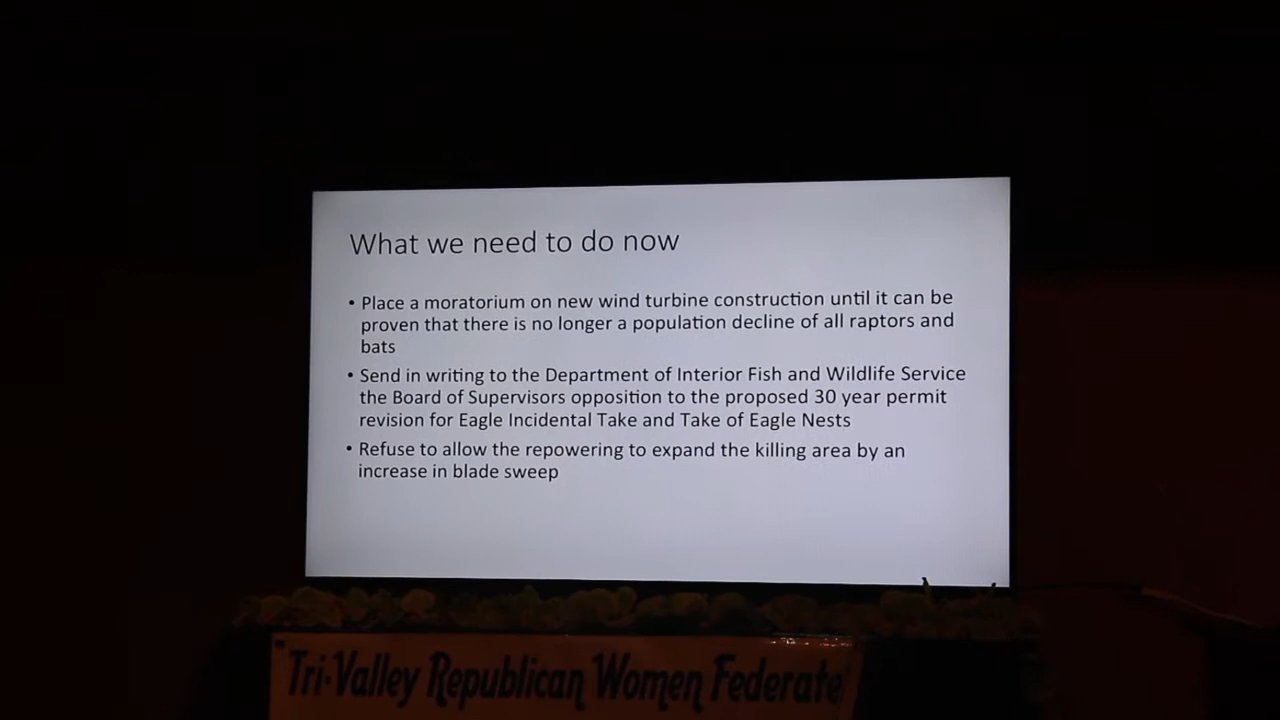 What we need to do now
• Place a moratorium on new wind turbine construction until it can be
proven that there is no longer a population decline of all raptors and
bats
• Send in writing to the Department of Interior Fish and Wildlife Service
the Board of Supervisors opposition to the proposed 30 year permit
revision for Eagle Incidental Take and Take of Eagle Nests
• Refuse to allow the repowering to expand the killing area by an
increase in blade sweep
Tri-Valley Republican Women Federate